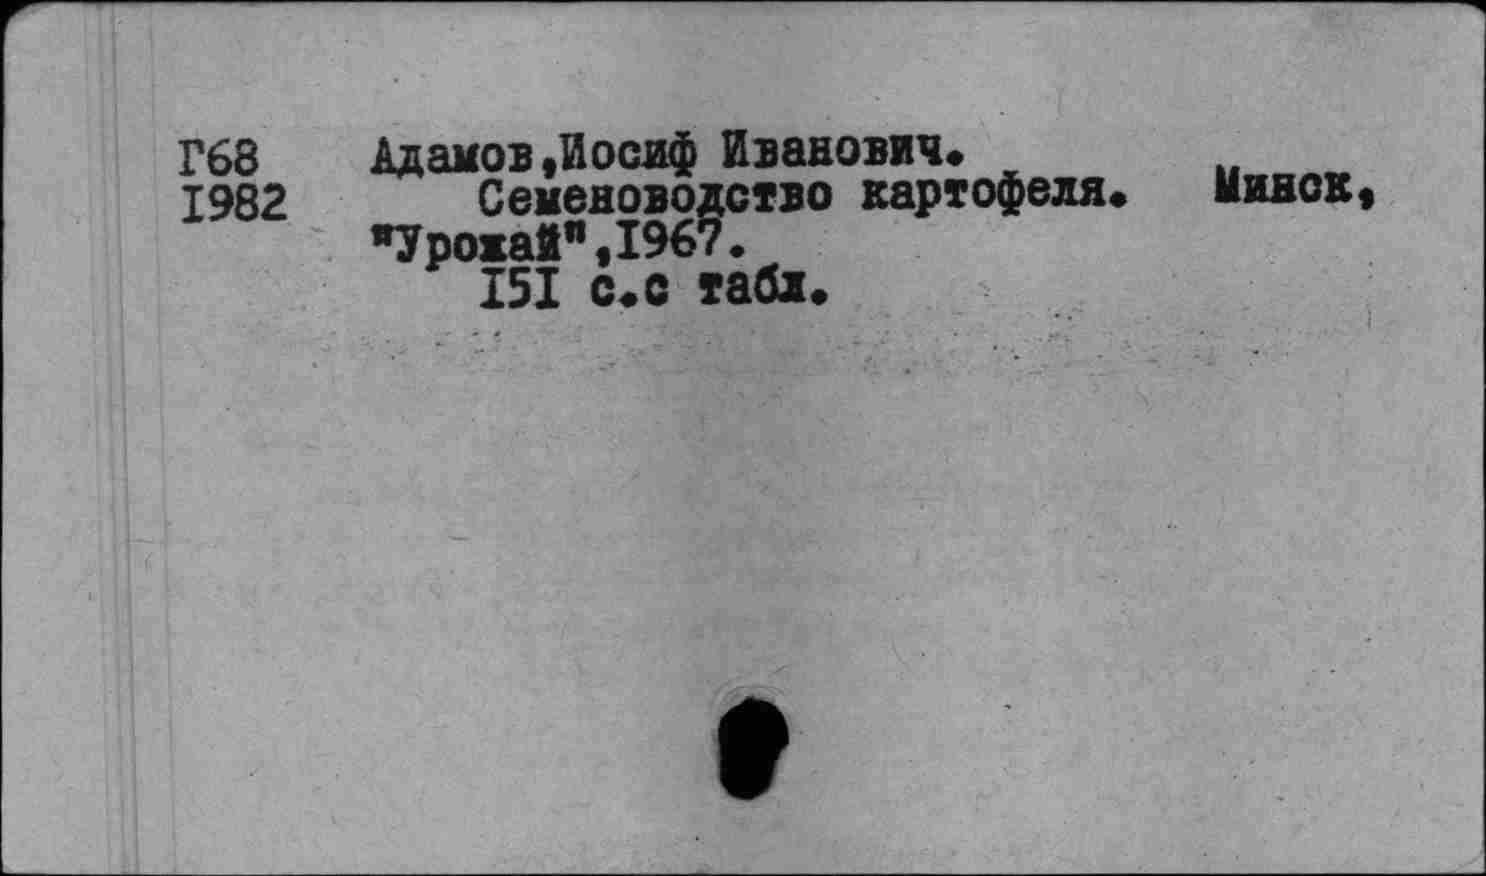 Г68 Адамов,Иосиф Иванович.
1982 Семеноводство картофеля. Минск,
"Урожай",1967.
151 с.с табл.